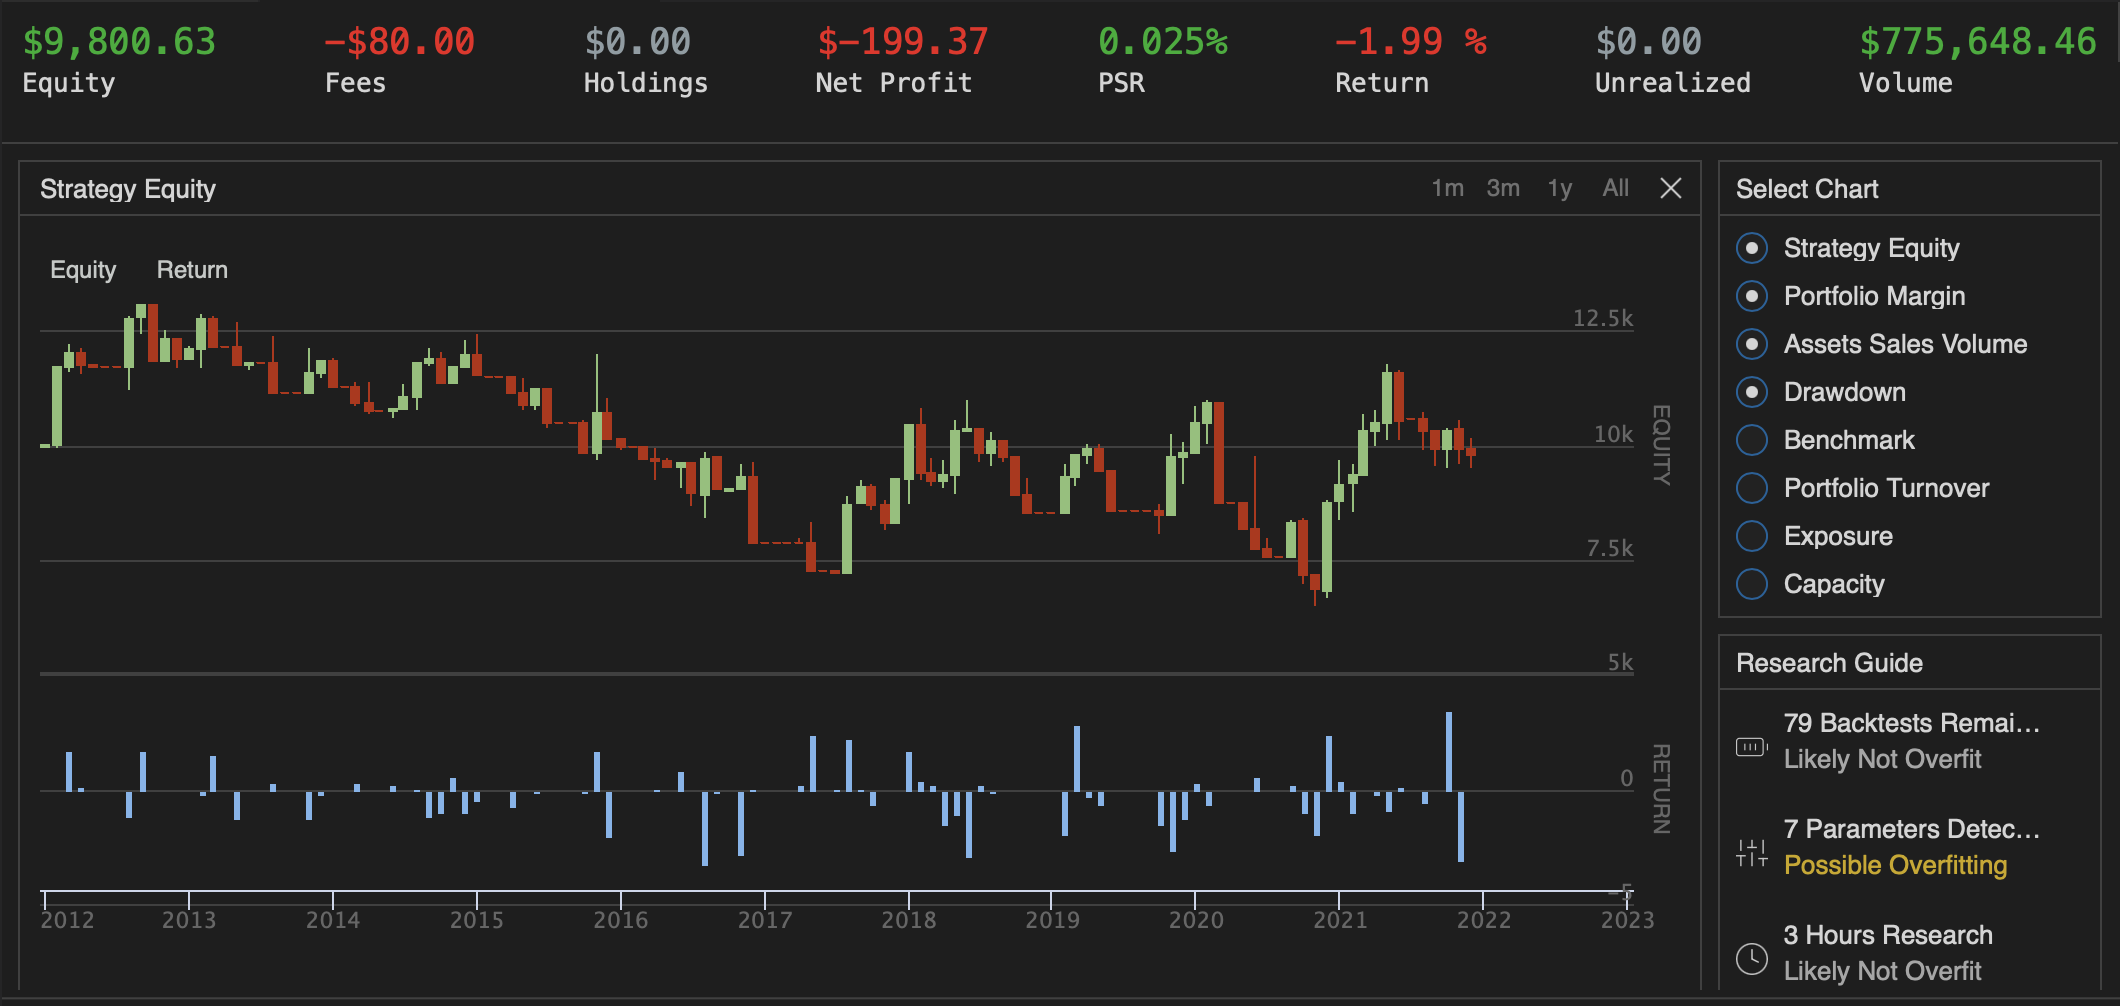 $9,800.63
Equity
-$80.00
Fees
$0.00
Holdings
$-199.37
Net Profit
0.025%
PSR
-1.99 %
Return
$0.00
Unrealized
$775,648.46
Volume
Strategy Equity
1m 3m 1y All
Equity Return
12.5k
10k
7.5k
5k
EQUITY
0
-5
RETURN
2012 2013 2014 2015 2016 2017 2018 2019 2020 2021 2022 2023
Select Chart
Strategy Equity
Portfolio Margin
Assets Sales Volume
Drawdown
Benchmark
Portfolio Turnover
Exposure
Capacity
Research Guide
79 Backtests Remai...
Likely Not Overfit
7 Parameters Detec...
Possible Overfitting
3 Hours Research
Likely Not Overfit